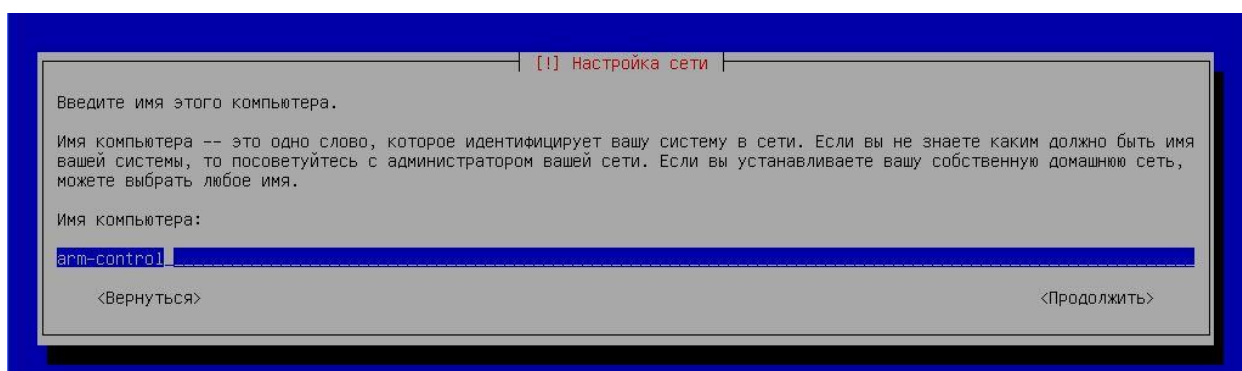 [!] Настройка сети
Введите имя этого компьютера.
Имя компьютера -- это одно слово, которое идентифицирует вашу систему в сети. Если вы не знаете каким должно быть имя
вашей системы, то посоветуйтесь с администратором вашей сети. Если вы устанавливаете вашу собственную домашнюю сеть,
можете выбрать любое имя.
Имя компьютера:
arm-control
<Вернуться> <Продолжить>